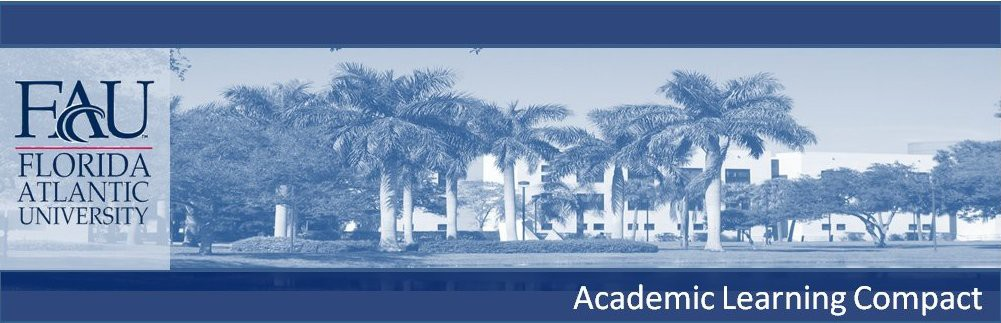 FAU
FLORIDA
ATLANTIC
UNIVERSITY
Academic Learning Compact